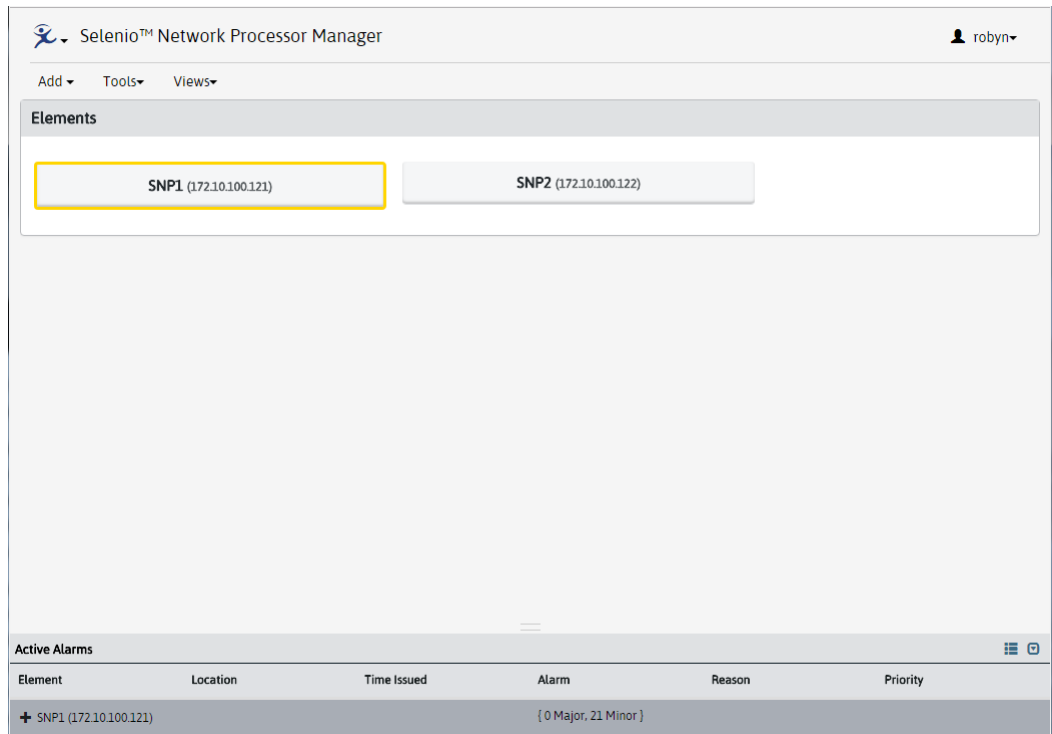 Selenio™ Network Processor Manager
robyn
Add Tools Views
Elements
SNP1 (172.10.100.121) SNP2 (172.10.100.122)
Active Alarms
Element Location Time Issued Alarm Reason Priority
SNP1 (172.10.100.121) { 0 Major, 21 Minor }